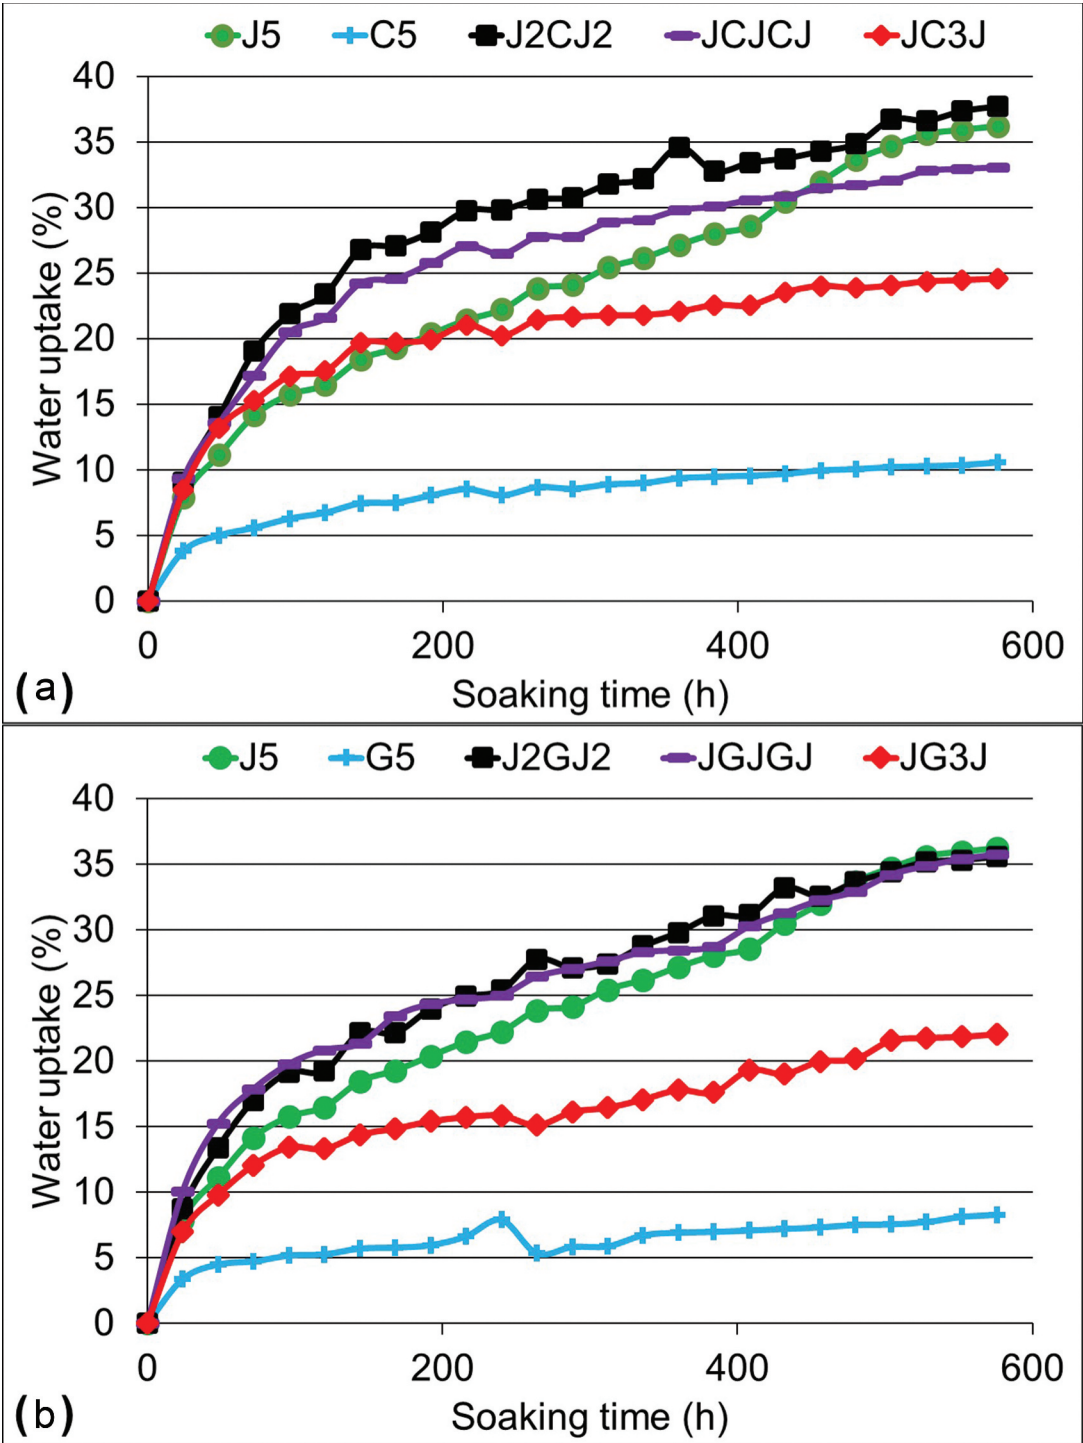 J5 C5 J2CJ2 JCJCJ JC3J
40
35
30
25
20
15
10
5
0
Water uptake (%)
0 200 400 600
Soaking time (h)
(a)
J5 G5 J2GJ2 JGJGJ JG3J
40
35
30
25
20
15
10
5
0
Water uptake (%)
0 200 400 600
Soaking time (h)
(b)